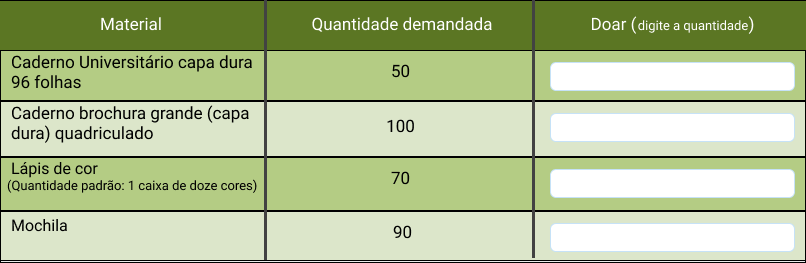 Material Quantidade demandada Doar (digite a quantidade)
Caderno Universitário capa dura
96 folhas
50
Caderno brochura grande (capa
dura) quadriculado
100
Lápis de cor
(Quantidade padrão: 1 caixa de doze cores)
70
Mochila
90